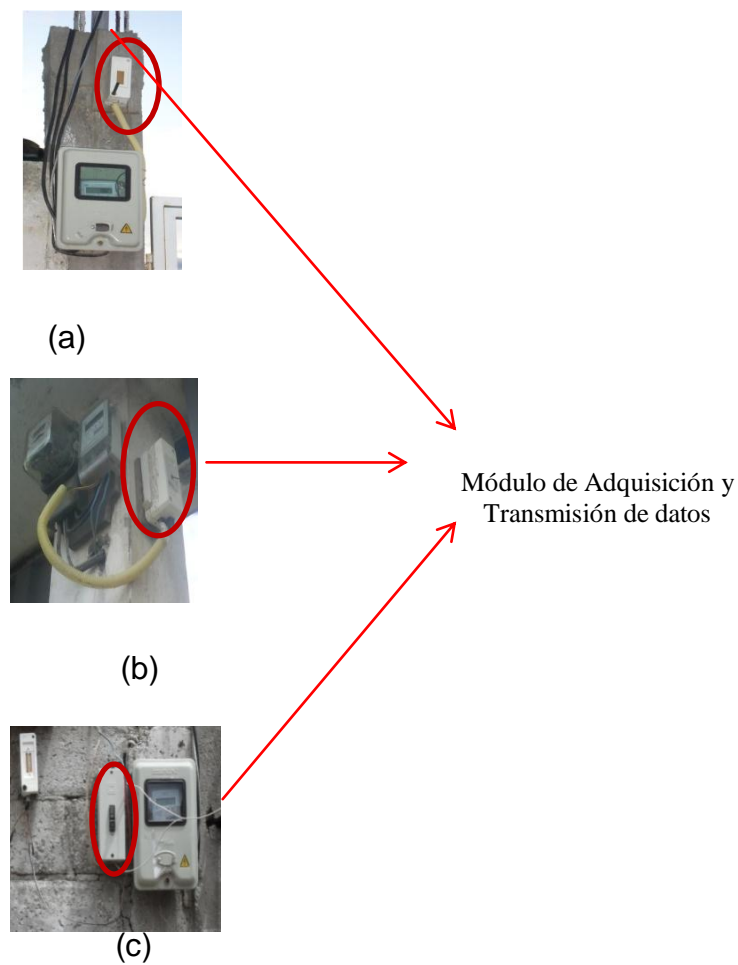 (a)
Módulo de Adquisición y
Transmisión de datos
(b)
(c)